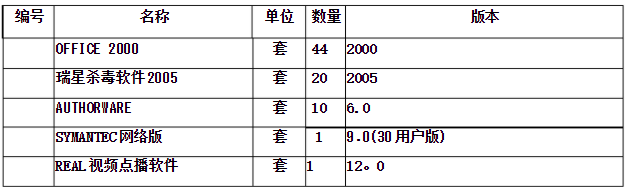 编号 名称 单位 数量 版本
OFFICE 2000 套 44 2000
瑞星杀毒软件2005 套 20 2005
AUTHORWARE 套 10 6.0
SYMANTEC网络版 套 1 9.0(30用户版)
REAL视频点播软件 套 1 12。0